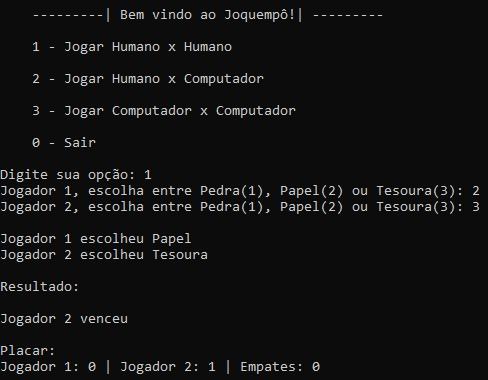 ---------| Bem vindo ao Joquempô!| ---------
1 - Jogar Humano x Humano
2 - Jogar Humano x Computador
3 - Jogar Computador x Computador
0 - Sair
Digite sua opção: 1
Jogador 1, escolha entre Pedra(1), Papel(2) ou Tesoura(3): 2
Jogador 2, escolha entre Pedra(1), Papel(2) ou Tesoura(3): 3
Jogador 1 escolheu Papel
Jogador 2 escolheu Tesoura
Resultado:
Jogador 2 venceu
Placar:
Jogador 1: 0 | Jogador 2: 1 | Empates: 0